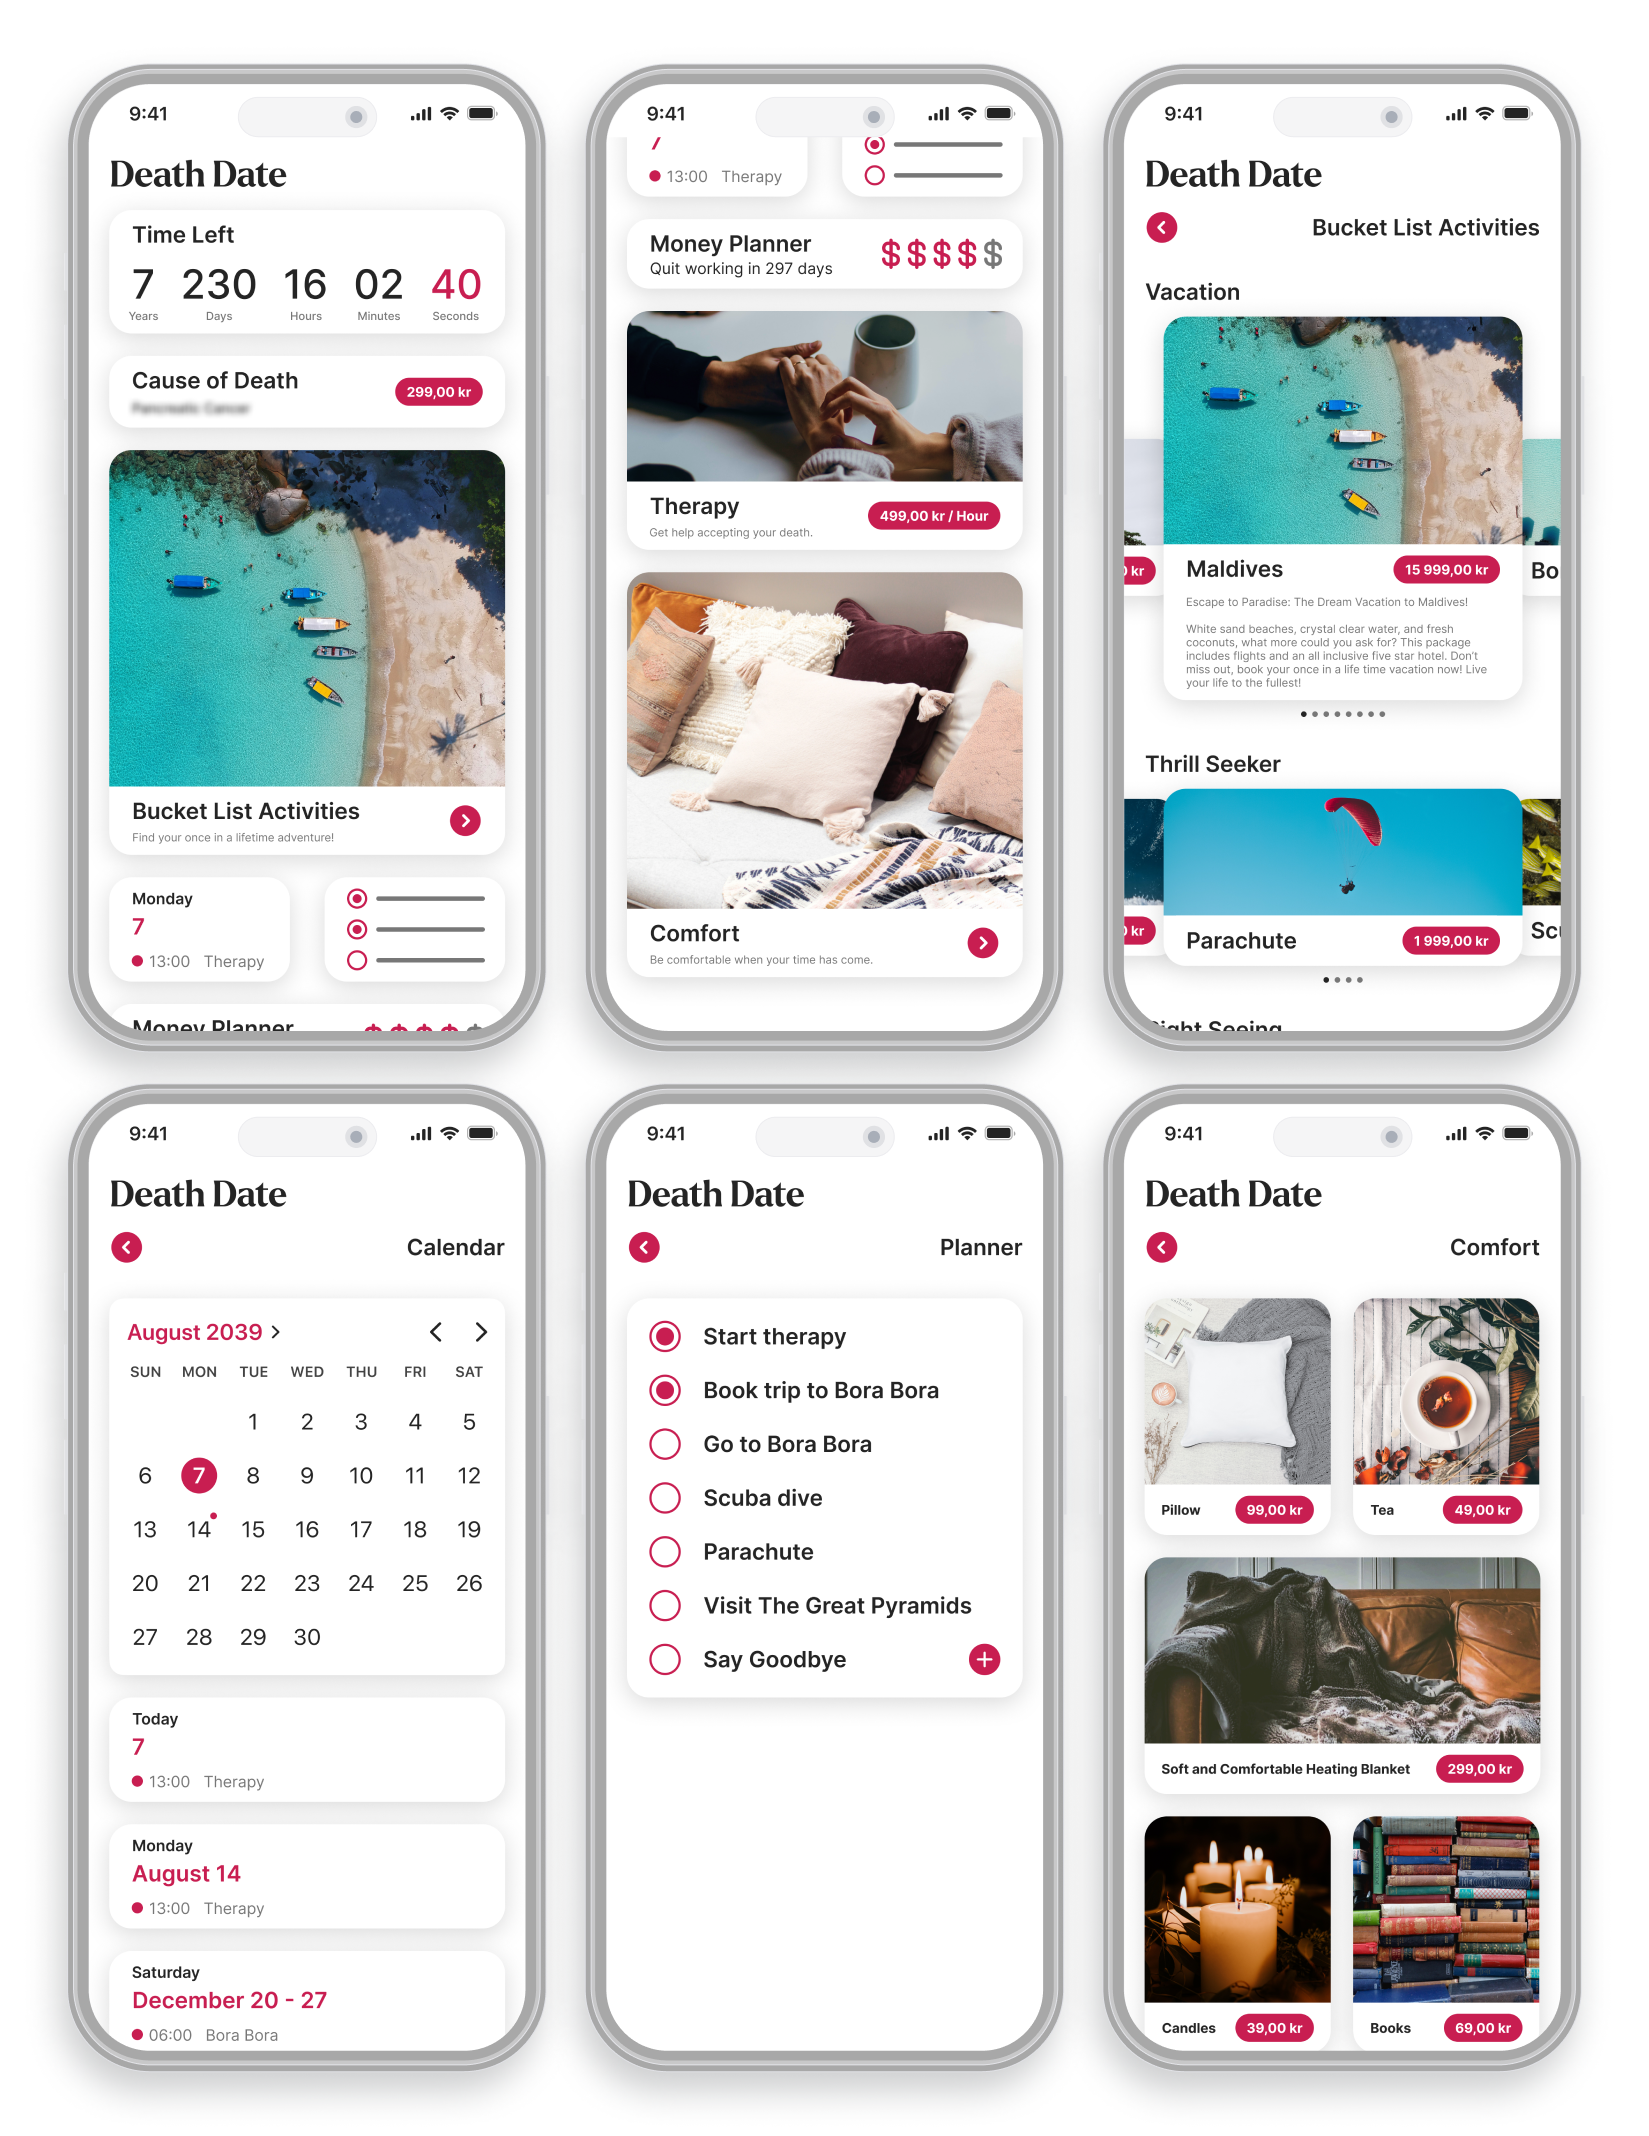 9:41
Death Date
Time Left
7 230 16 02 40
Years Days Hours Minutes Seconds
Cause of Death
299,00 kr
Pancreatic Cancer
Bucket List Activities
Find your once in a lifetime adventure!
Monday
7
13:00 Therapy
Money Planner
9:41
7
13:00 Therapy
Money Planner
Quit working in 297 days
$$$$$
Therapy
499,00 kr / Hour
Get help accepting your death.
Comfort
Be comfortable when your time has come.
9:41
Death Date
Bucket List Activities
Vacation
0 kr
Maldives
15 999,00 kr
Bo
Escape to Paradise: The Dream Vacation to Maldives!
White sand beaches, crystal clear water, and fresh
coconuts, what more could you ask for? This package
includes flights and an all inclusive five star hotel. Don't
miss out, book your once in a life time vacation now! Live
your life to the fullest!
Thrill Seeker
0 kr
Parachute
1 999,00 kr
Scu
Sight Seeing
9:41
Death Date
Calendar
August 2039
SUN MON TUE WED THU FRI SAT
1 2 3 4 5
6 7 8 9 10 11 12
13 14 15 16 17 18 19
20 21 22 23 24 25 26
27 28 29 30
Today
7
13:00 Therapy
Monday
August 14
13:00 Therapy
Saturday
December 20 - 27
06:00 Bora Bora
9:41
Death Date
Planner
Start therapy
Book trip to Bora Bora
Go to Bora Bora
Scuba dive
Parachute
Visit The Great Pyramids
Say Goodbye
9:41
Death Date
Comfort
Pillow
99,00 kr
Tea
49,00 kr
Soft and Comfortable Heating Blanket
299,00 kr
Candles
39,00 kr
Books
69,00 kr